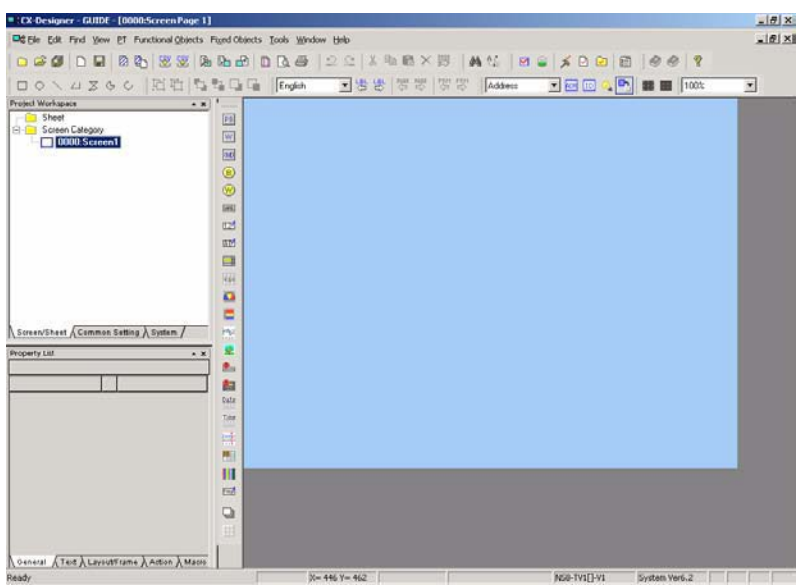 CX-Designer - GUIDE - [0000:Screen Page 1]
File Edit Find View PT Functional Objects Fixed Objects Tools Window Help
English Address 100%
Project Workspace
Sheet
Screen Category
0000:Screen1
Screen/Sheet Common Setting System
Property List
Date
Time
General Text Layout/Frame Action Macro
Ready X= 446 Y= 462 NS8-TV1[]-V1 System Ver6.2